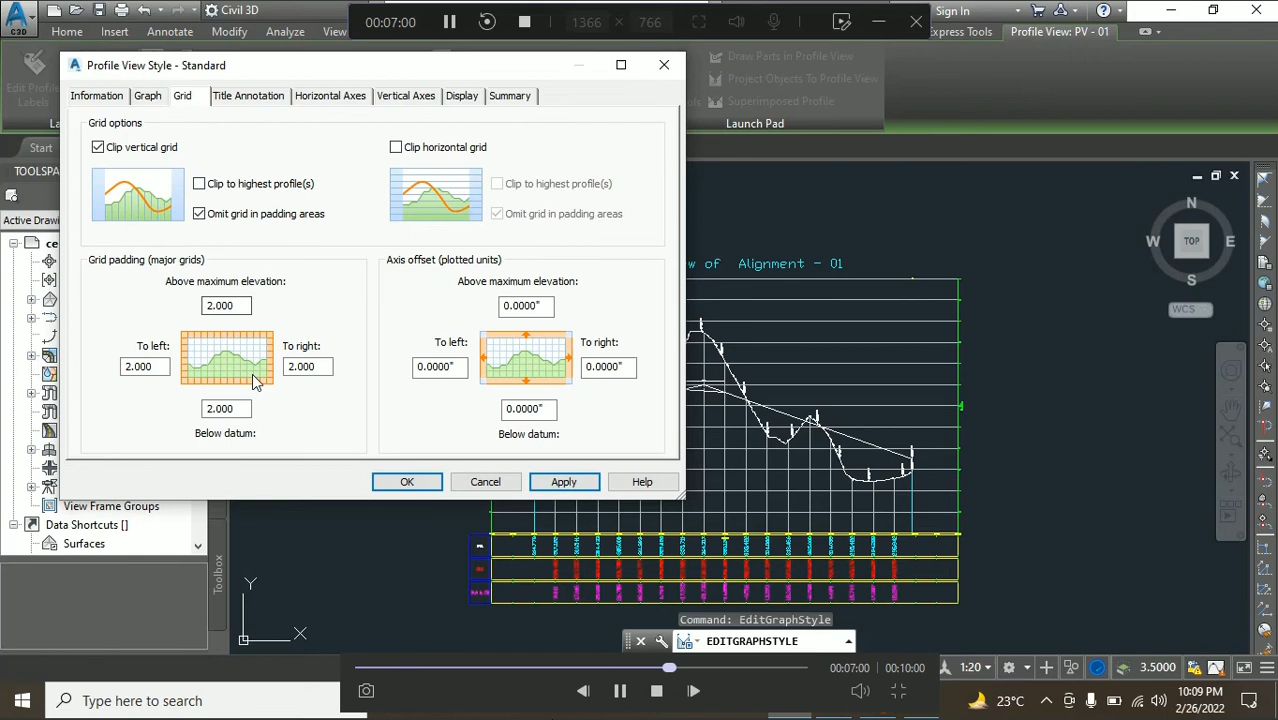 Civil 3D
00:07:00
1366 × 766
Sign In
C3D
Home Insert Annotate Modify Analyze View
Express Tools Profile View: PV - 01
Edit Profile
Labels
Draw Parts in Profile View
Project Objects To Profile View
Superimposed Profile
Launch Pad
Start
Profile View Style - Standard
Information Graph Grid Title Annotation Horizontal Axes Vertical Axes Display Summary
Grid options
Clip vertical grid
Clip horizontal grid
Clip to highest profile(s)
Omit grid in padding areas
Clip to highest profile(s)
Omit grid in padding areas
Grid padding (major grids)
Above maximum elevation:
2.000
To left:
2.000
To right:
2.000
2.000
Below datum:
Axis offset (plotted units)
Above maximum elevation:
0.0000"
To left:
0.0000"
To right:
0.0000"
0.0000"
Below datum:
OK Cancel Apply Help
TOOLSPA
Active Drawi
ce
View Frame Groups
Data Shortcuts []
Surfaces
Toolbox
w of Alignment - 01
N
W TOP E
S
WCS
Y
X
Command: EditGraphStyle
EDITGRAPHSTYLE
00:07:00 00:10:00
1:20
3.5000
Type here to search
23°C
10:09 PM
2/26/2022